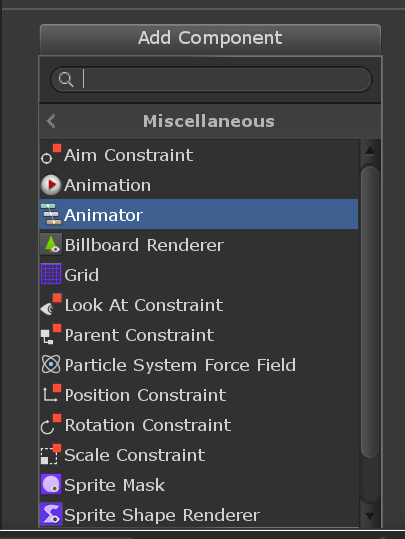 Add Component
Miscellaneous
Aim Constraint
Animation
Animator
Billboard Renderer
Grid
Look At Constraint
Parent Constraint
Particle System Force Field
Position Constraint
Rotation Constraint
Scale Constraint
Sprite Mask
Sprite Shape Renderer